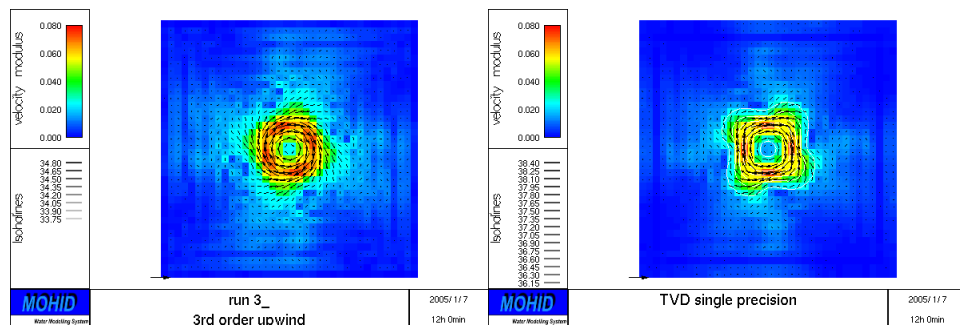 0.080
0.060
0.040
0.020
0.000
velocity modulus
34.80
34.65
34.50
34.35
34.20
34.05
33.90
33.75
Isohalines
MOHID
Water Modelling System
run 3_
3rd order upwind
2005/1/7
12h 0min
0.080
0.060
0.040
0.020
0.000
velocity modulus
38.40
38.25
38.10
37.95
37.80
37.65
37.50
37.35
37.20
37.05
36.90
36.75
36.60
36.45
36.30
36.15
Isohalines
MOHID
Water Modelling System
TVD single precision
2005/1/7
12h 0min